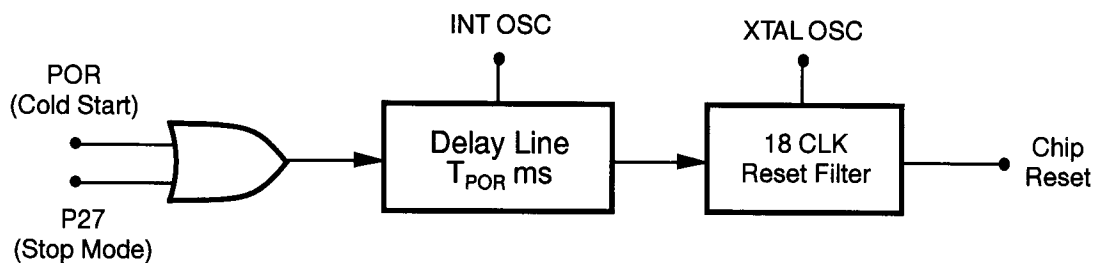 INT OSC
XTAL OSC
POR
(Cold Start)
Delay Line
T_POR ms
18 CLK
Reset Filter
Chip
Reset
P27
(Stop Mode)